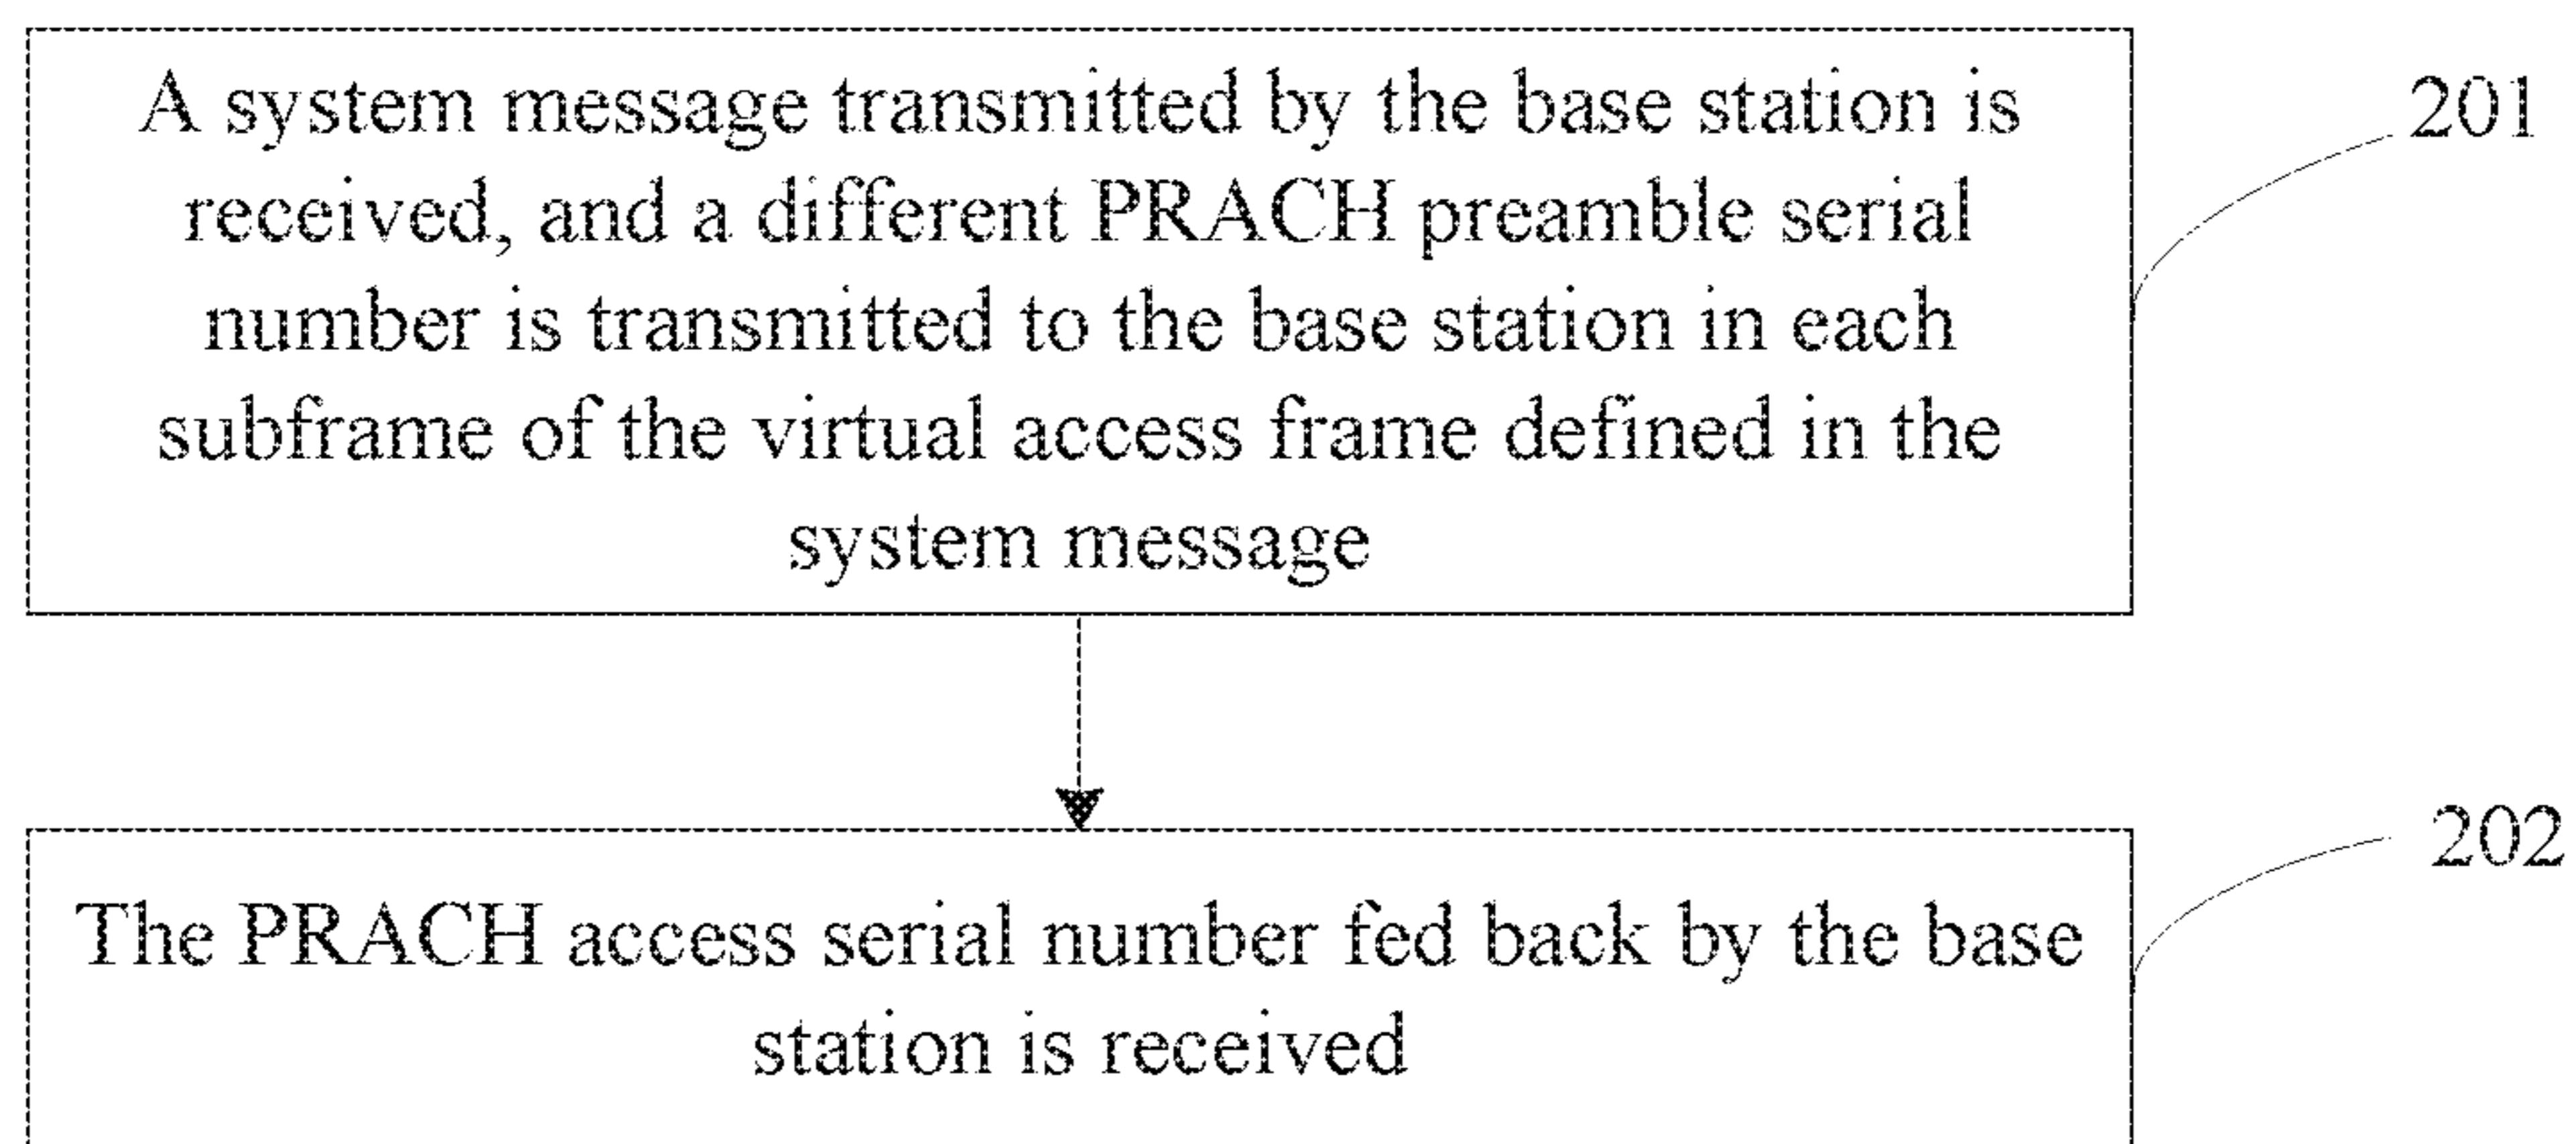 A system message transmitted by the base station is
received, and a different PRACH preamble serial
number is transmitted to the base station in each
subframe of the virtual access frame defined in the
system message
201
The PRACH access serial number fed back by the base
station is received
202